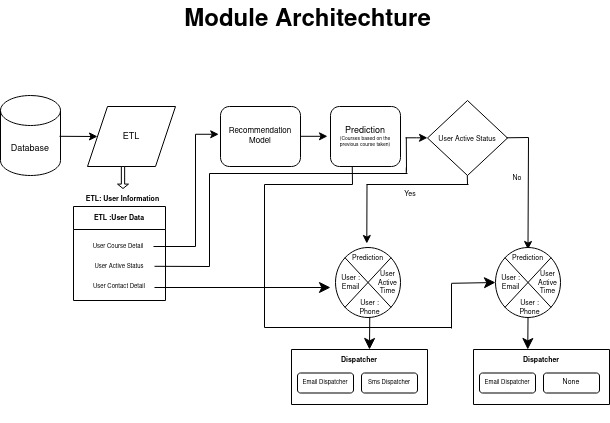 Module Architechture
Database
ETL
Recommendation
Model
Prediction
(Courses based on the
previous course taken)
User Active Status
ETL: User Information
ETL :User Data
User Course Detail
User Active Status
User Contact Detail
Yes
No
Prediction
User :
Email
User
Active
Time
User :
Phone
Prediction
User :
Email
User
Active
Time
User :
Phone
Dispatcher
Email Dispatcher
Sms Dispatcher
Dispatcher
Email Dispatcher
None